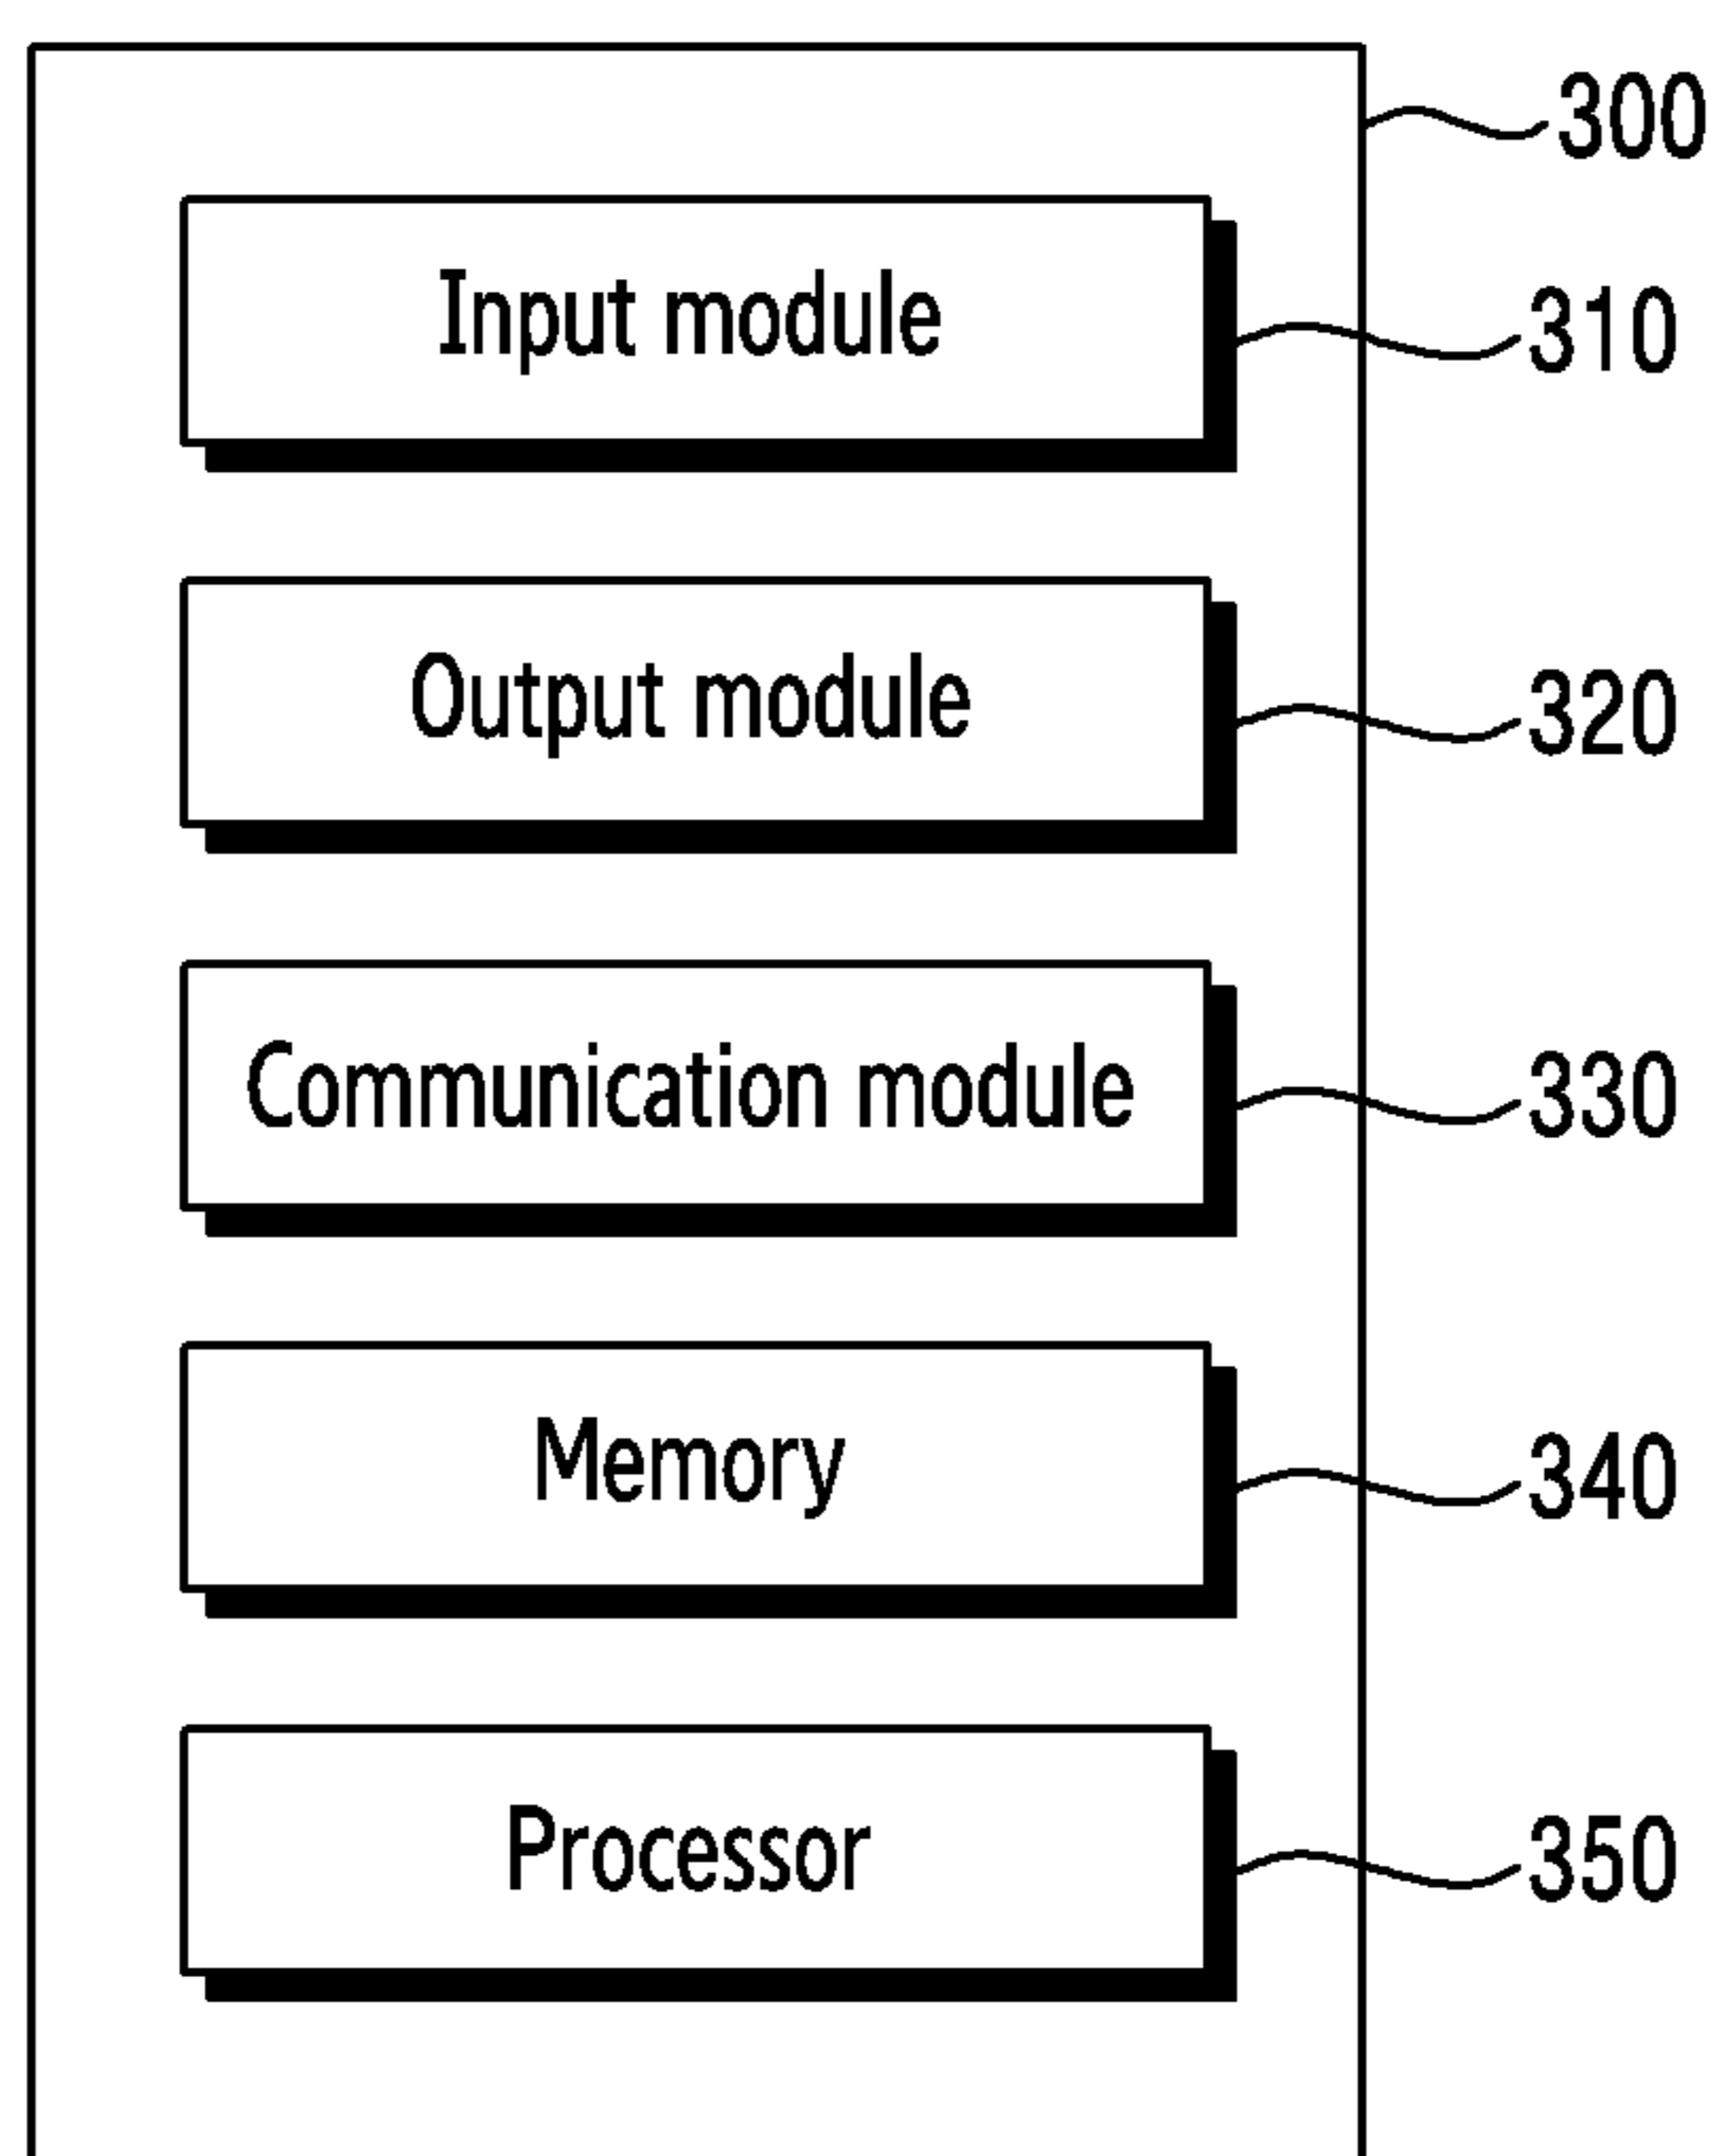 300
Input module 310
Output module 320
Communication module 330
Memory 340
Processor 350